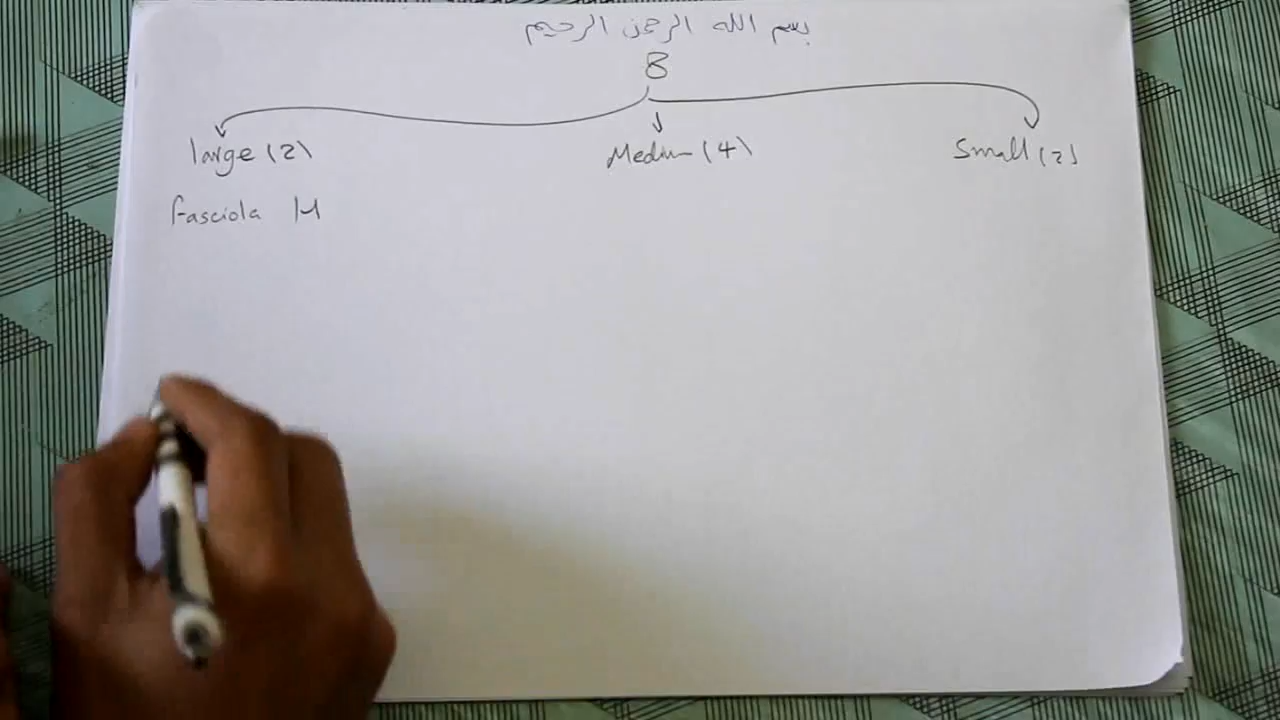 بسم الله الرحمن الرحيم
8
large (2) Medium (4) Small (2)
fasciola H